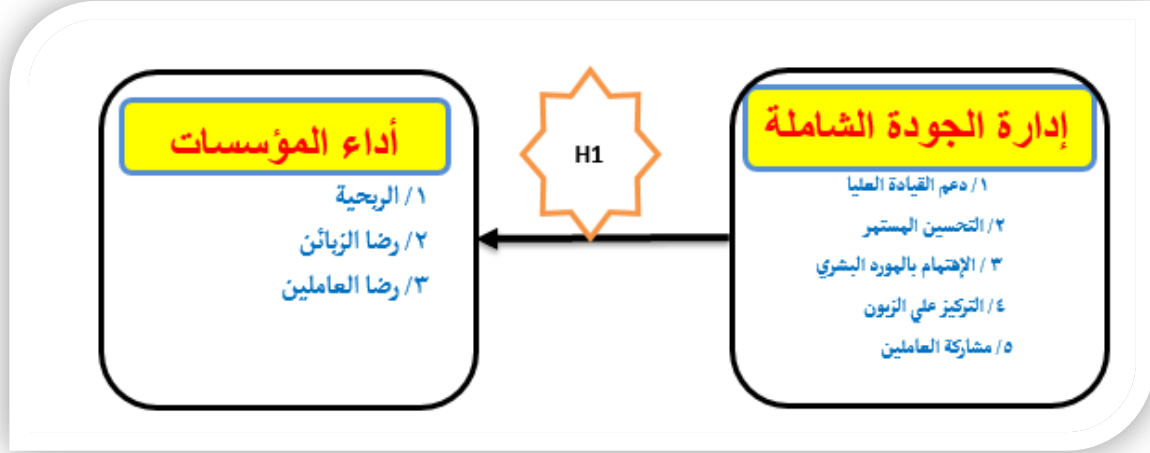 إدارة الجودة الشاملة
١/ دعم القيادة العليا
٢/ التحسين المستمر
٣ / الإهتمام بالمورد البشري
٤/ التركيز علي الزبون
٥/ مشاركة العاملين
H1
أداء المؤسسات
١/ الربحية
٢/ رضا الزبائن
٣/ رضا العاملين